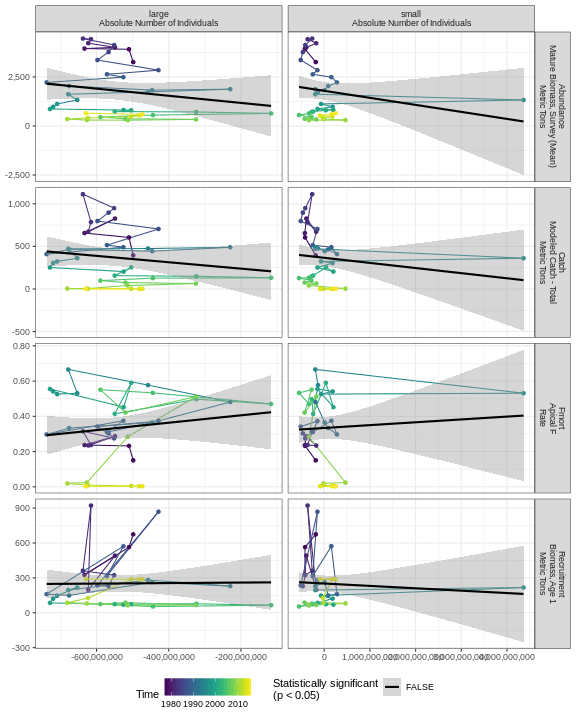 large
Absolute Number of Individuals
small
Absolute Number of Individuals
2,500
0
-2,500
Abundance
Mature Biomass, Survey (Mean)
Metric Tons
1,000
500
0
-500
Catch
Modeled Catch - Total
Metric Tons
0.80
0.60
0.40
0.20
0.00
Fmort
Apical F
Rate
900
600
300
0
-300
Recruitment
Biomass, Age 1
Metric Tons
-600,000,000
-400,000,000
-200,000,000
0
1,000,000,000
2,000,000,000
3,000,000,000
4,000,000,000
Time
1980 1990 2000 2010
Statistically significant
(p < 0.05)
FALSE